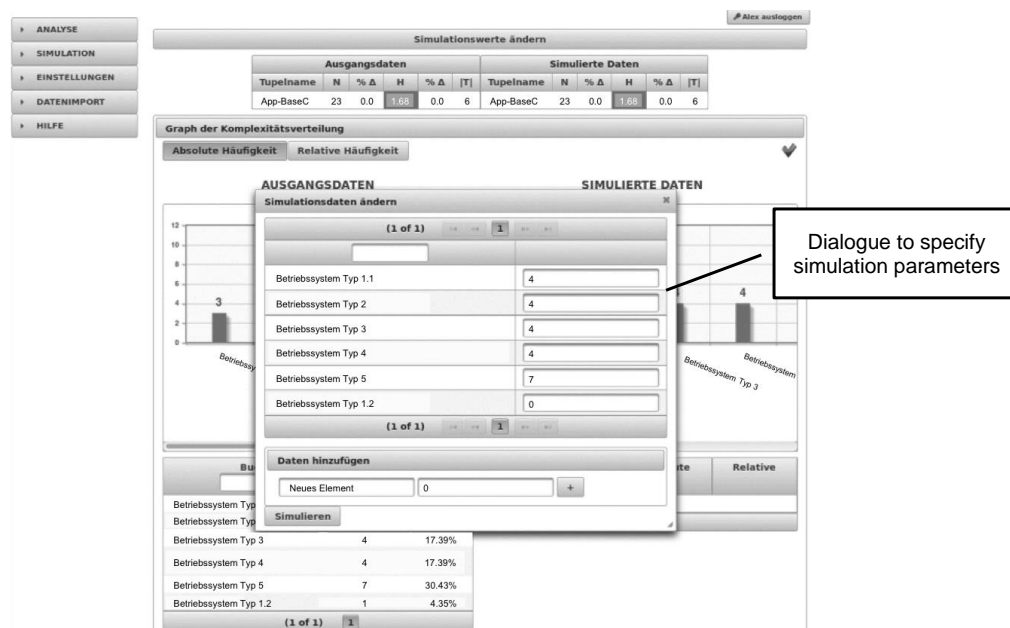 Alex ausloggen
ANALYSE
SIMULATION
EINSTELLUNGEN
DATENIMPORT
HILFE
Simulationswerte ändern
Ausgangsdaten Simulierte Daten
Tupelname N % Δ H % Δ |T| Tupelname N % Δ H % Δ |T|
App-BaseC 23 0.0 1.68 0.0 6 App-BaseC 23 0.0 1.68 0.0 6
Graph der Komplexitätsverteilung
Absolute Häufigkeit Relative Häufigkeit
AUSGANGSDATEN SIMULIERTE DATEN
12
10
8
6
4
2
0
3
4
Betriebssy
Betriebssystem Typ 3
Betriebssystem
Simulationsdaten ändern
(1 of 1) 1
Betriebssystem Typ 1.1 4
Betriebssystem Typ 2 4
Betriebssystem Typ 3 4
Betriebssystem Typ 4 4
Betriebssystem Typ 5 7
Betriebssystem Typ 1.2 0
(1 of 1) 1
Daten hinzufügen
Neues Element 0 +
Simulieren
Dialogue to specify
simulation parameters
Bu te Relative
Betriebssystem Typ
Betriebssystem Typ
Betriebssystem Typ 3 4 17.39%
Betriebssystem Typ 4 4 17.39%
Betriebssystem Typ 5 7 30.43%
Betriebssystem Typ 1.2 1 4.35%
(1 of 1) 1